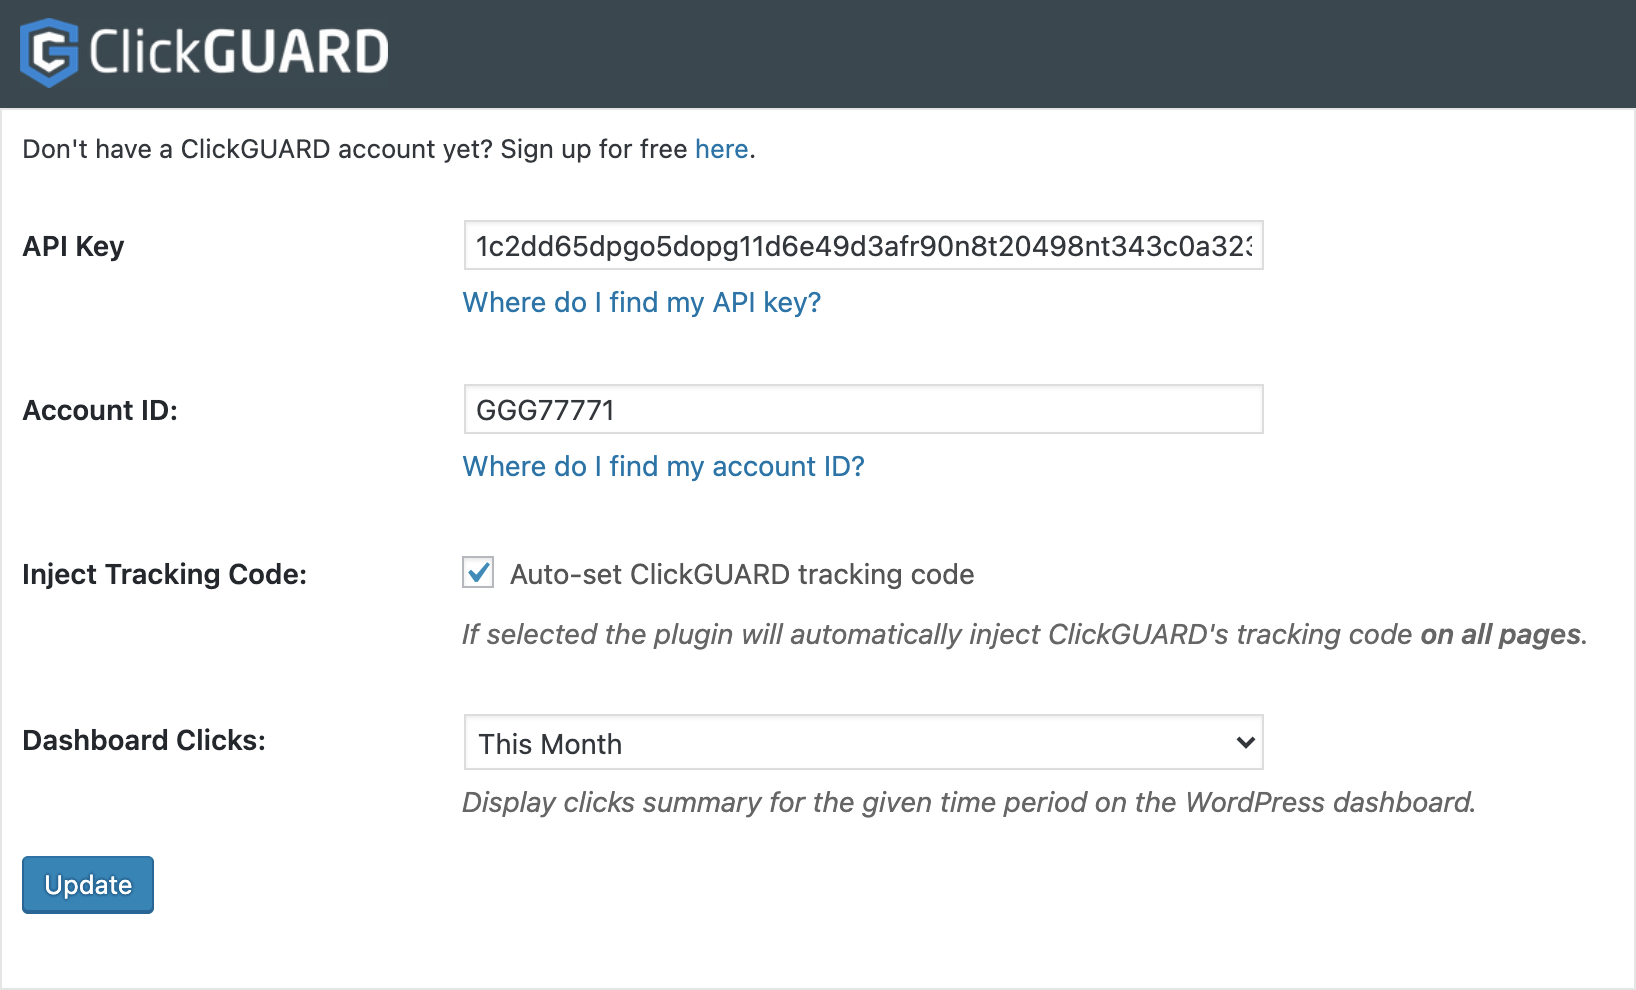 ClickGUARD
Don't have a ClickGUARD account yet? Sign up for free here.
API Key
1c2dd65dpgo5dopg11d6e49d3afr90n8t20498nt343c0a323
Where do I find my API key?
Account ID:
GGG77771
Where do I find my account ID?
Inject Tracking Code:
Auto-set ClickGUARD tracking code
If selected the plugin will automatically inject ClickGUARD's tracking code on all pages.
Dashboard Clicks:
This Month
Display clicks summary for the given time period on the WordPress dashboard.
Update